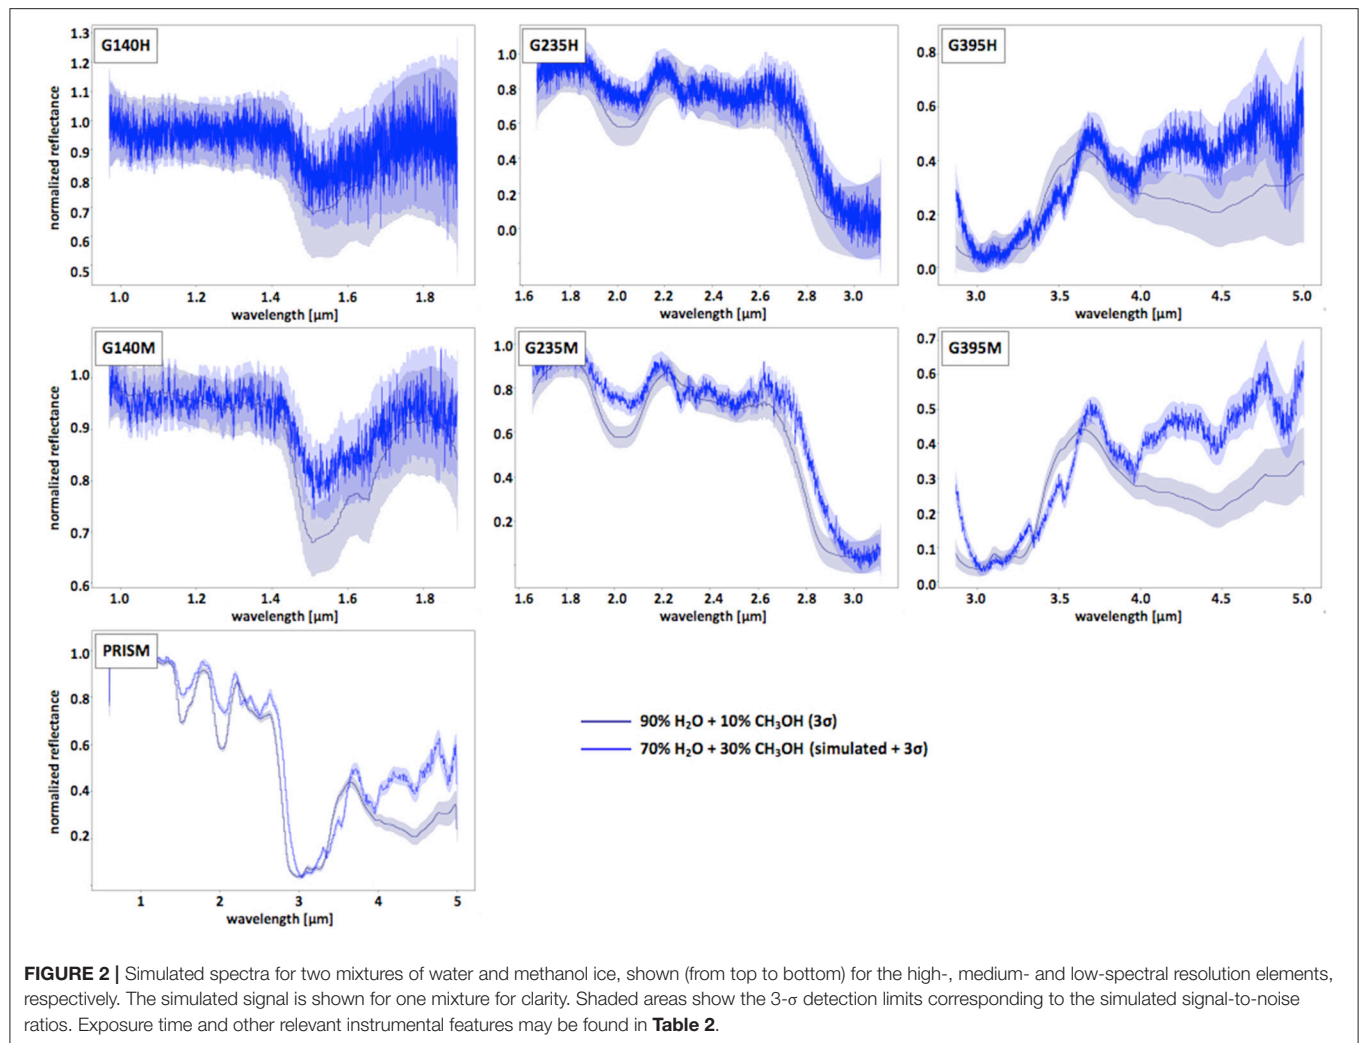 G140H
normalized reflectance
1.3
1.2
1.1
1.0
0.9
0.8
0.7
0.6
0.5
1.0 1.2 1.4 1.6 1.8
wavelength [μm]
G235H
1.0
0.8
0.6
0.4
0.2
0.0
1.6 1.8 2.0 2.2 2.4 2.6 2.8 3.0
wavelength [μm]
G395H
0.8
0.6
0.4
0.2
0.0
3.0 3.5 4.0 4.5 5.0
wavelength [μm]
G140M
normalized reflectance
1.0
0.9
0.8
0.7
0.6
1.0 1.2 1.4 1.6 1.8
wavelength [μm]
G235M
1.0
0.8
0.6
0.4
0.2
1.6 1.8 2.0 2.2 2.4 2.6 2.8 3.0
wavelength [μm]
G395M
0.7
0.6
0.5
0.4
0.3
0.2
0.1
0.0
3.0 3.5 4.0 4.5 5.0
wavelength [μm]
PRISM
normalized reflectance
1.0
0.8
0.6
0.4
0.2
1 2 3 4 5
wavelength [μm]
90% H₂O + 10% CH₃OH (3σ)
70% H₂O + 30% CH₃OH (simulated + 3σ)
FIGURE 2 | Simulated spectra for two mixtures of water and methanol ice, shown (from top to bottom) for the high-, medium- and low-spectral resolution elements,
respectively. The simulated signal is shown for one mixture for clarity. Shaded areas show the 3-σ detection limits corresponding to the simulated signal-to-noise
ratios. Exposure time and other relevant instrumental features may be found in Table 2.